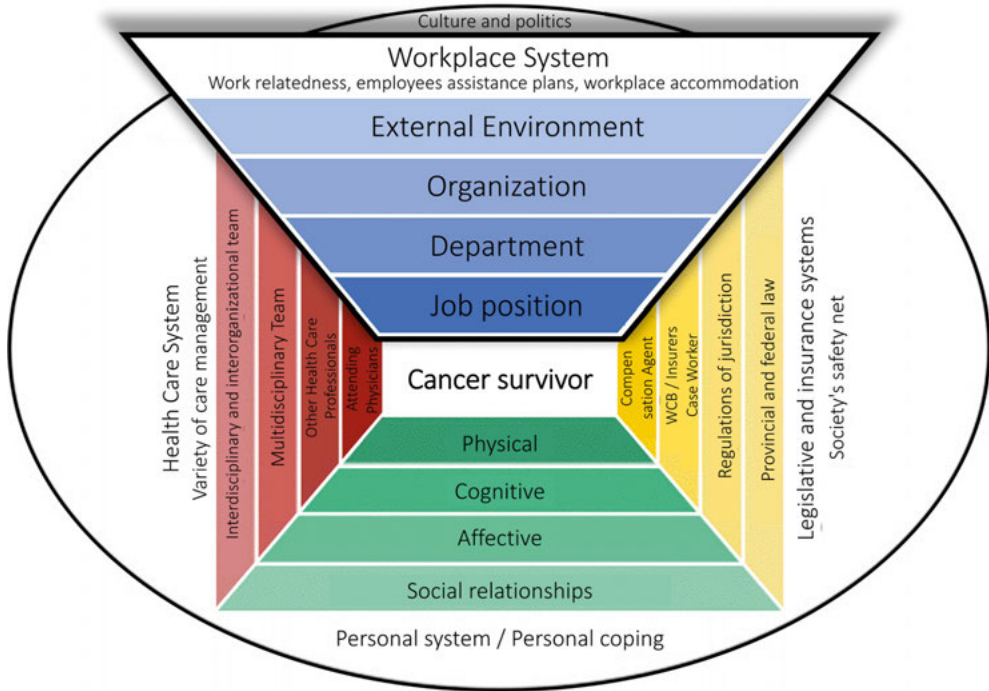 Culture and politics
Workplace System
Work relatedness, employees assistance plans, workplace accommodation
External Environment
Organization
Department
Job position
Health Care System
Variety of care management
Interdisciplinary and interorganizational team
Multidisciplinary Team
Other Health Care
Professionals
Attending
Physicians
Cancer survivor
Compen
sation Agent
WCB / Insurers
Case Worker
Regulations of jurisdiction
Provincial and federal law
Legislative and insurance systems
Society's safety net
Physical
Cognitive
Affective
Social relationships
Personal system / Personal coping